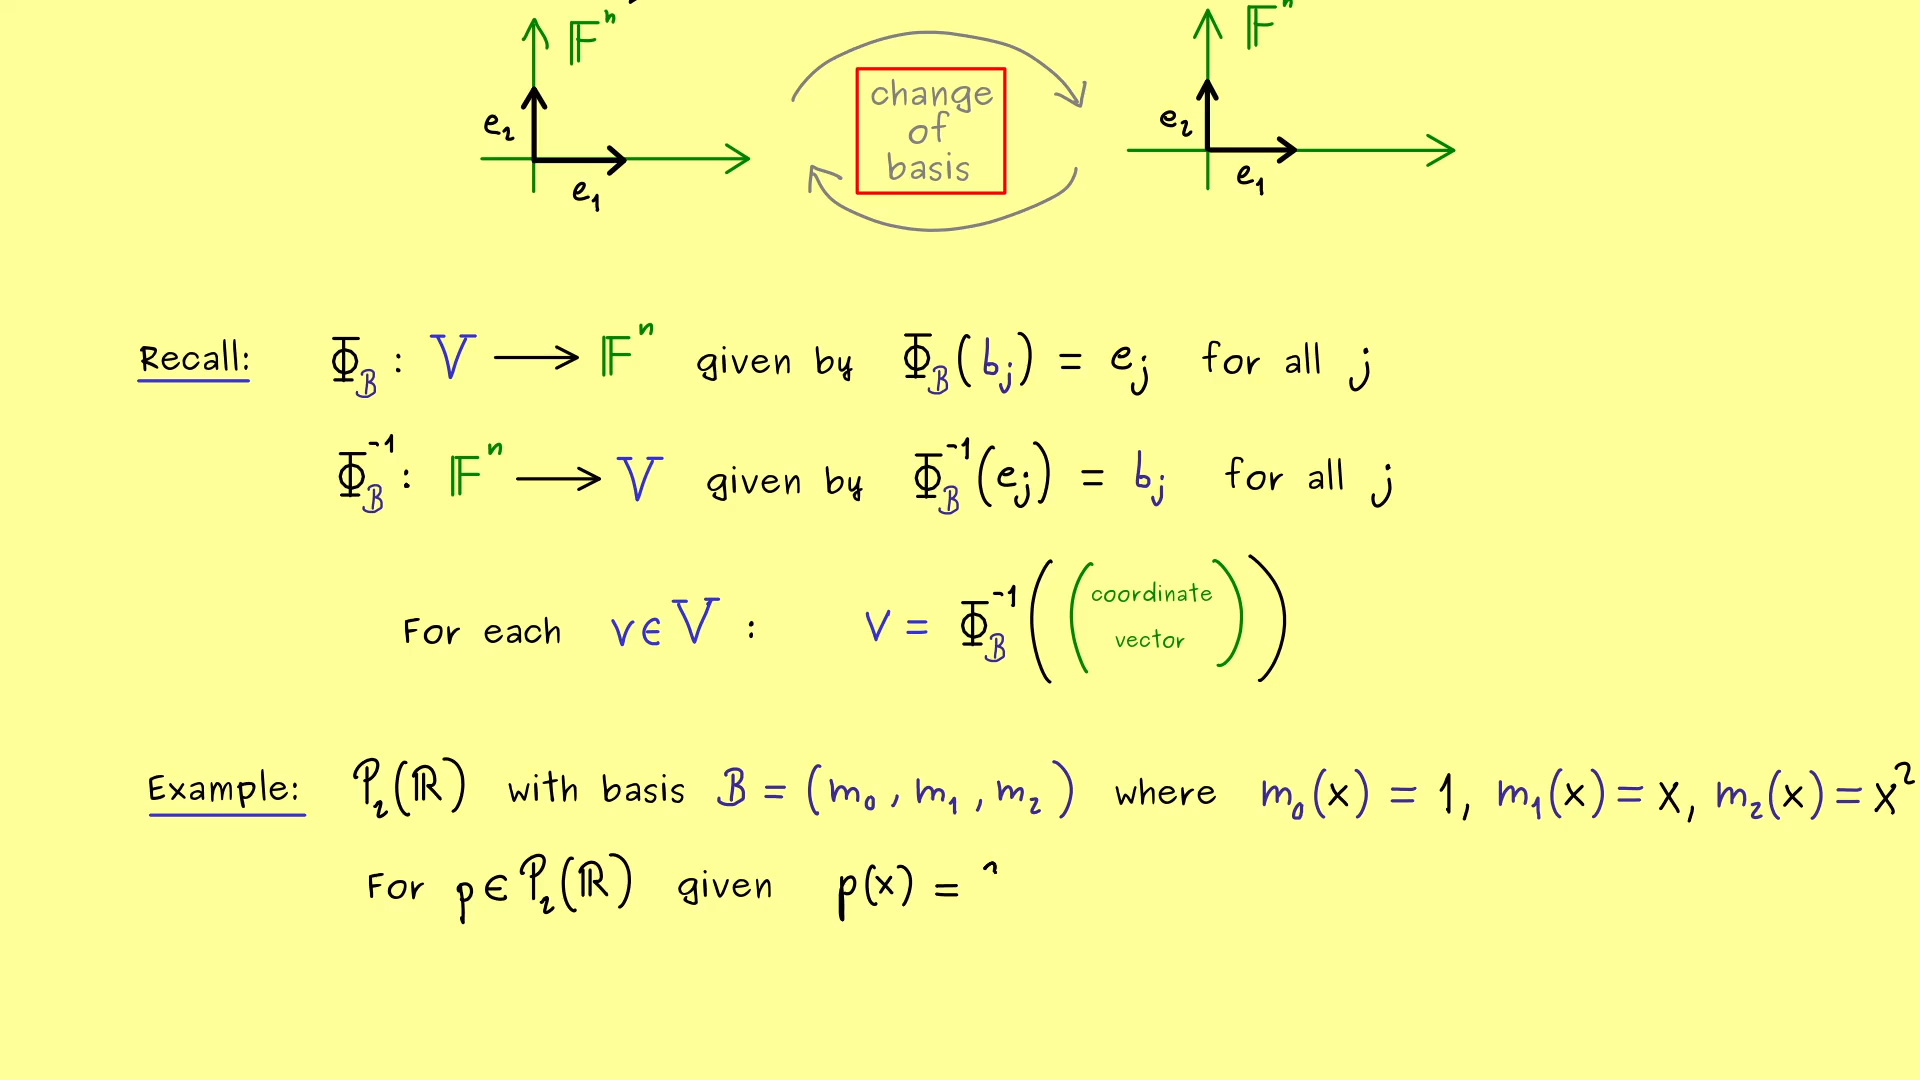 𝔽ⁿ 𝔽ⁿ
change
of
basis
e₂ e₂
e₁ e₁
Recall: Φ_B : V ⟶ 𝔽ⁿ given by Φ_B(b_j) = e_j for all j
Φ_B⁻¹ : 𝔽ⁿ ⟶ V given by Φ_B⁻¹(e_j) = b_j for all j
For each v ∈ V : v = Φ_B⁻¹((coordinate
vector))
Example: P₂(ℝ) with basis B = (m₀, m₁, m₂) where m₀(x) = 1, m₁(x) = x, m₂(x) = x²
For p ∈ P₂(ℝ) given p(x) =